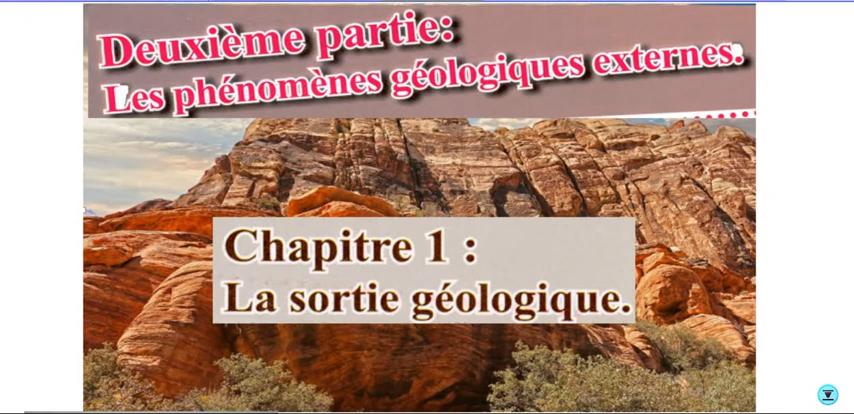 Deuxième partie:
Les phénomènes géologiques externes.
Chapitre 1 :
La sortie géologique.